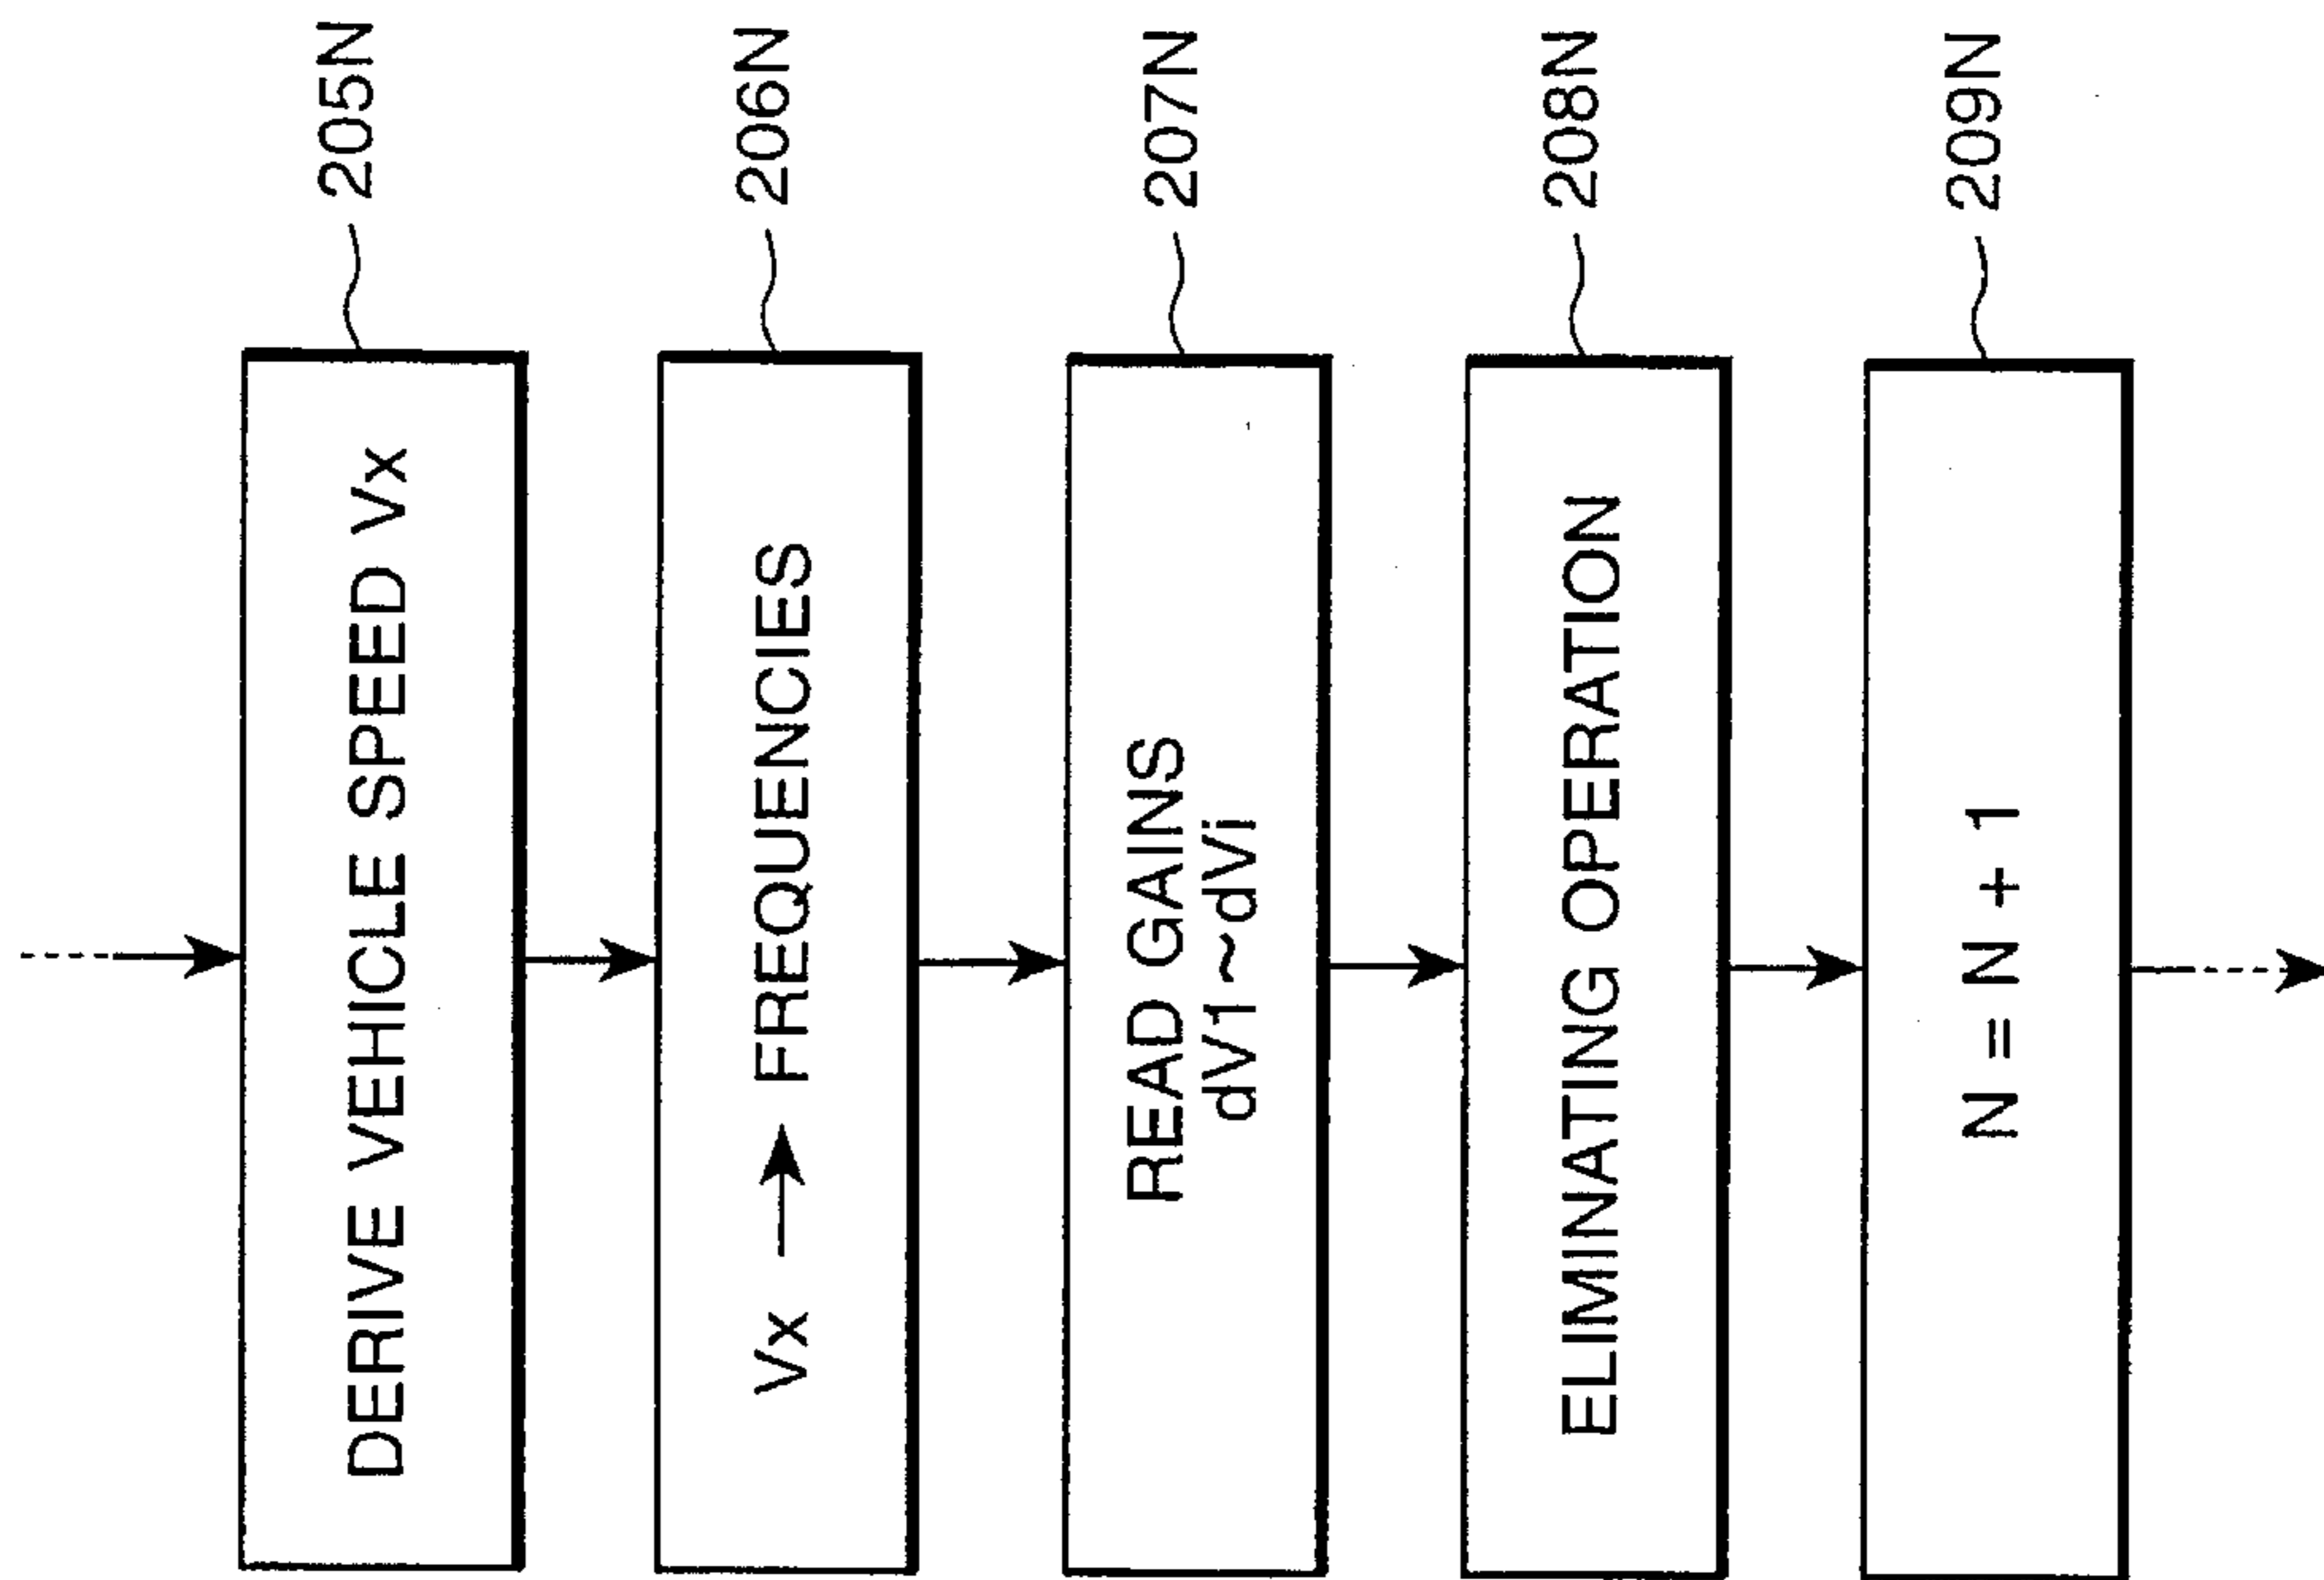 DERIVE VEHICLE SPEED Vx
205N
Vx → FREQUENCIES
206N
READ GAINS
dV1~dVi
207N
ELIMINATING OPERATION
208N
N = N + 1
209N